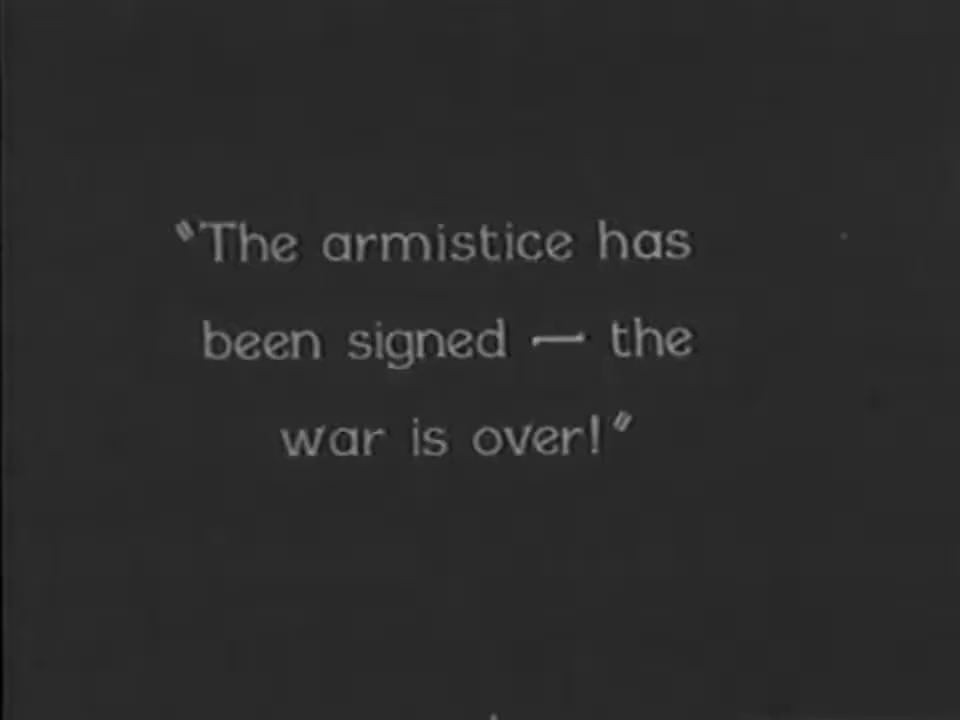 "The armistice has
been signed — the
war is over!"